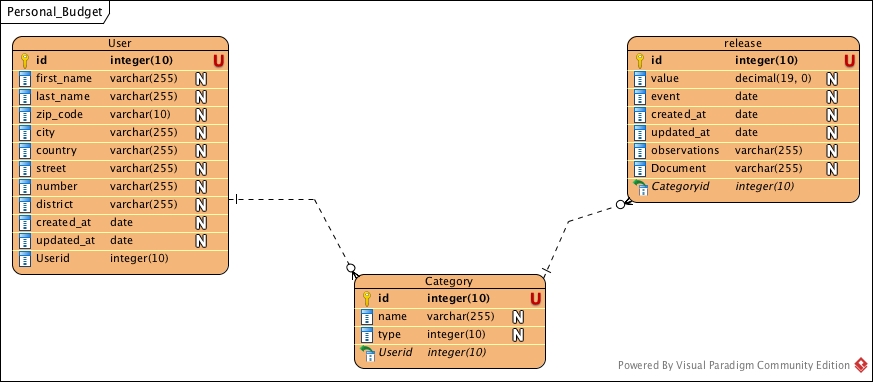 Personal_Budget
User
id integer(10) U
first_name varchar(255) N
last_name varchar(255) N
zip_code varchar(10) N
city varchar(255) N
country varchar(255) N
street varchar(255) N
number varchar(255) N
district varchar(255) N
created_at date N
updated_at date N
Userid integer(10)
release
id integer(10) U
value decimal(19, 0) N
event date N
created_at date N
updated_at date N
observations varchar(255) N
Document varchar(255) N
Categoryid integer(10)
Category
id integer(10) U
name varchar(255) N
type integer(10) N
Userid integer(10)
Powered By Visual Paradigm Community Edition